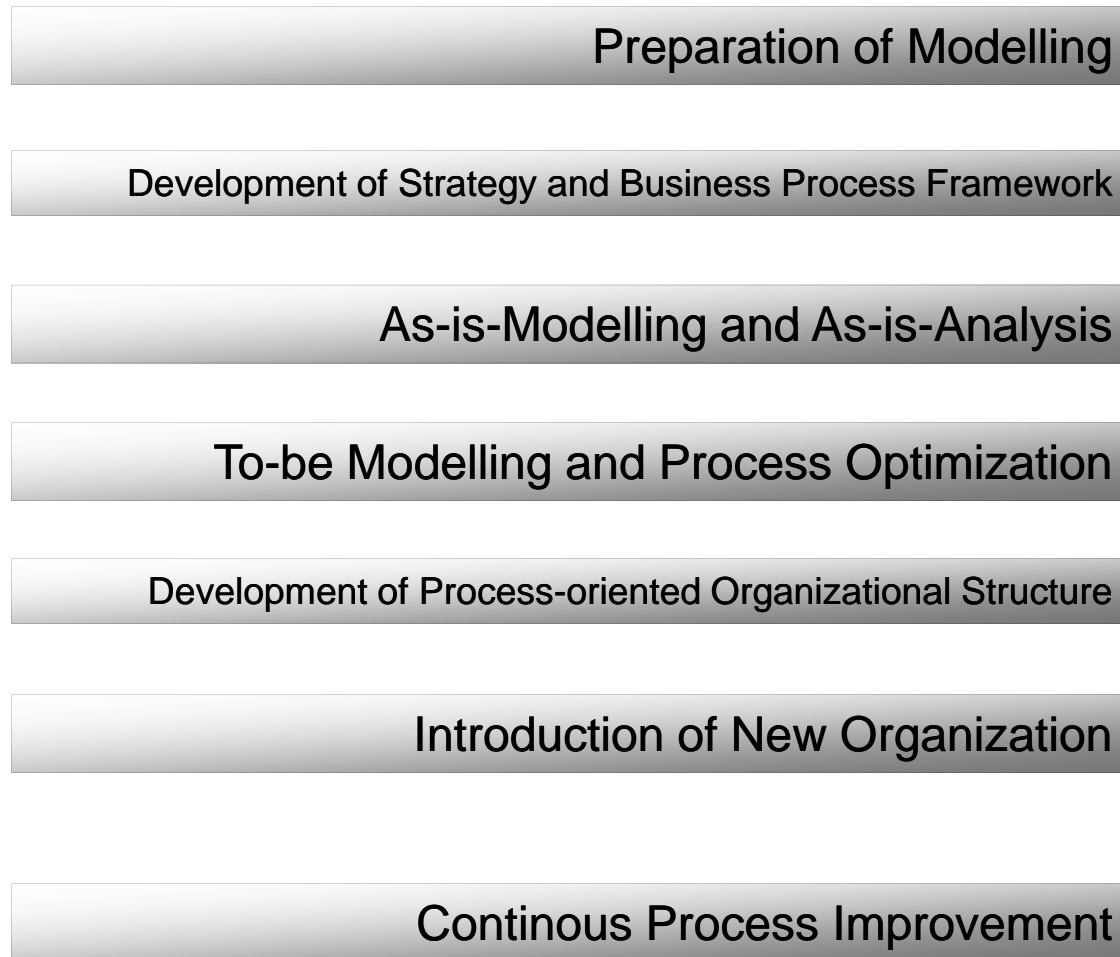 Preparation of Modelling
Development of Strategy and Business Process Framework
As-is-Modelling and As-is-Analysis
To-be Modelling and Process Optimization
Development of Process-oriented Organizational Structure
Introduction of New Organization
Continous Process Improvement